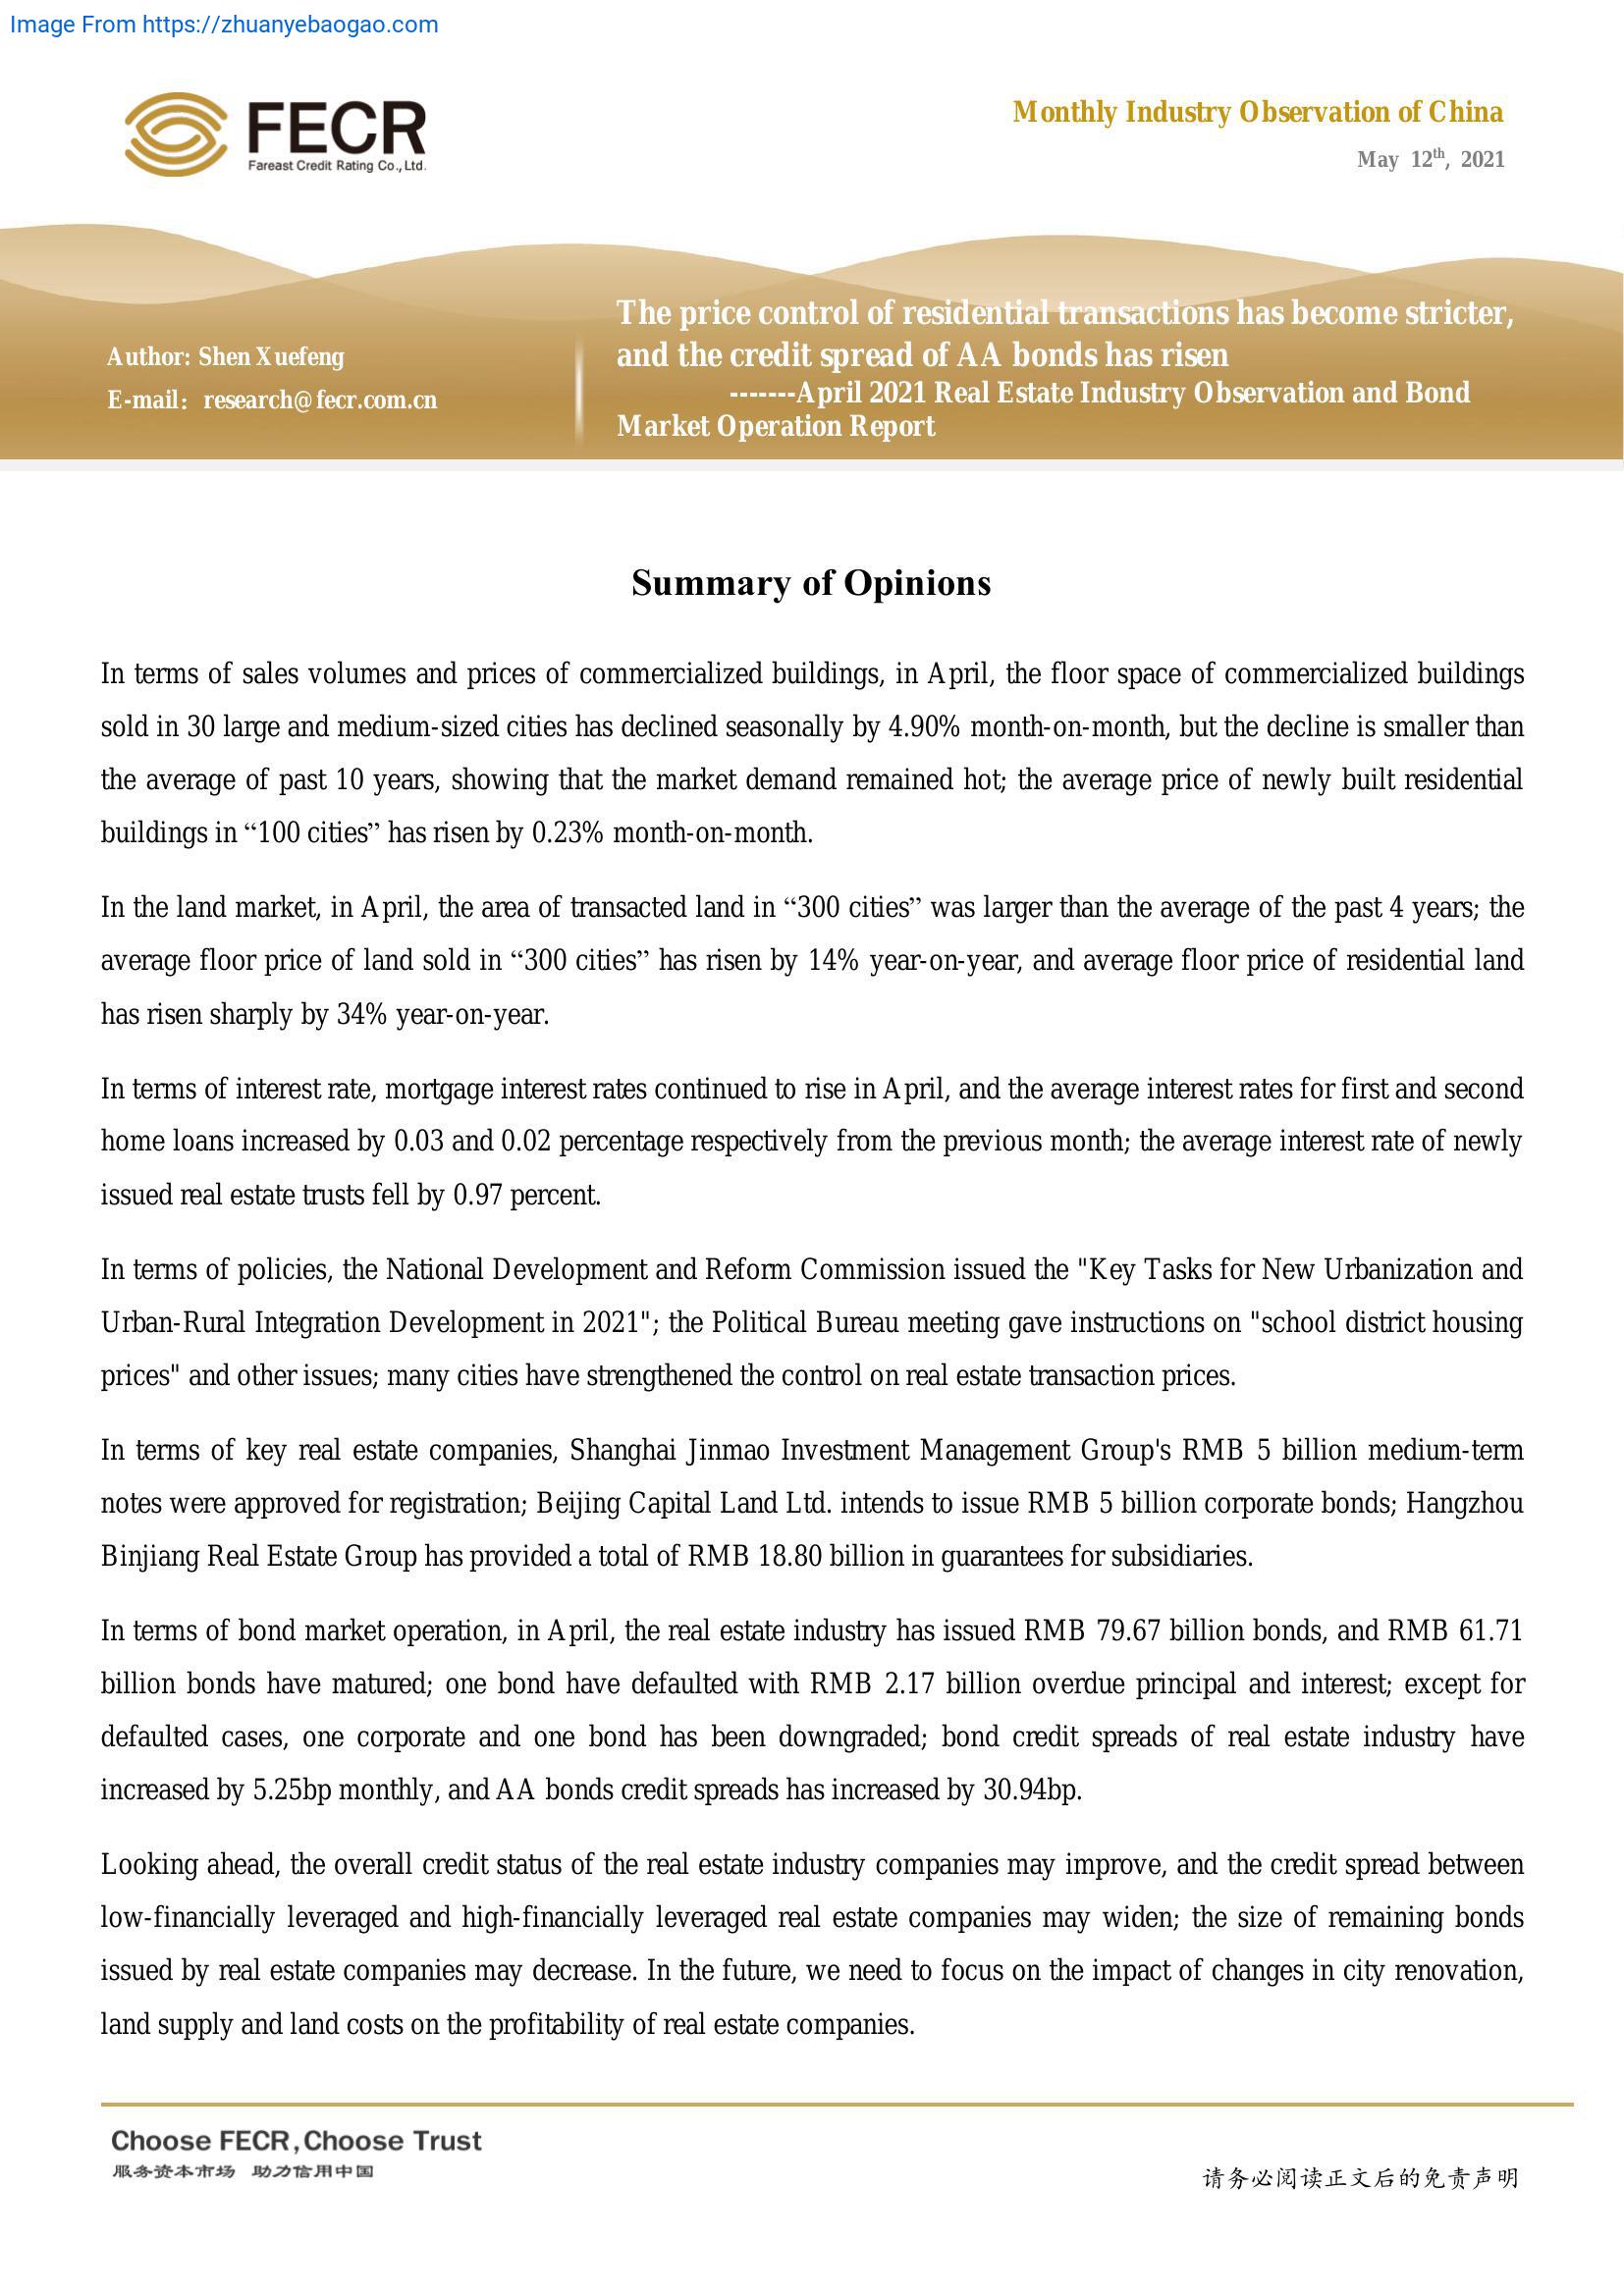 Image From https://zhuanyebaogao.com
FECR
Fareast Credit Rating Co., Ltd.
Monthly Industry Observation of China
May 12th, 2021
The price control of residential transactions has become stricter,
and the credit spread of AA bonds has risen
-------April 2021 Real Estate Industry Observation and Bond
Market Operation Report
Author: Shen Xuefeng
E-mail：research@fecr.com.cn
Summary of Opinions
In terms of sales volumes and prices of commercialized buildings, in April, the floor space of commercialized buildings
sold in 30 large and medium-sized cities has declined seasonally by 4.90% month-on-month, but the decline is smaller than
the average of past 10 years, showing that the market demand remained hot; the average price of newly built residential
buildings in “100 cities” has risen by 0.23% month-on-month.
In the land market, in April, the area of transacted land in “300 cities” was larger than the average of the past 4 years; the
average floor price of land sold in “300 cities” has risen by 14% year-on-year, and average floor price of residential land
has risen sharply by 34% year-on-year.
In terms of interest rate, mortgage interest rates continued to rise in April, and the average interest rates for first and second
home loans increased by 0.03 and 0.02 percentage respectively from the previous month; the average interest rate of newly
issued real estate trusts fell by 0.97 percent.
In terms of policies, the National Development and Reform Commission issued the "Key Tasks for New Urbanization and
Urban-Rural Integration Development in 2021"; the Political Bureau meeting gave instructions on "school district housing
prices" and other issues; many cities have strengthened the control on real estate transaction prices.
In terms of key real estate companies, Shanghai Jinmao Investment Management Group's RMB 5 billion medium-term
notes were approved for registration; Beijing Capital Land Ltd. intends to issue RMB 5 billion corporate bonds; Hangzhou
Binjiang Real Estate Group has provided a total of RMB 18.80 billion in guarantees for subsidiaries.
In terms of bond market operation, in April, the real estate industry has issued RMB 79.67 billion bonds, and RMB 61.71
billion bonds have matured; one bond have defaulted with RMB 2.17 billion overdue principal and interest; except for
defaulted cases, one corporate and one bond has been downgraded; bond credit spreads of real estate industry have
increased by 5.25bp monthly, and AA bonds credit spreads has increased by 30.94bp.
Looking ahead, the overall credit status of the real estate industry companies may improve, and the credit spread between
low-financially leveraged and high-financially leveraged real estate companies may widen; the size of remaining bonds
issued by real estate companies may decrease. In the future, we need to focus on the impact of changes in city renovation,
land supply and land costs on the profitability of real estate companies.
Choose FECR, Choose Trust
服务资本市场 助力信用中国
请务必阅读正文后的免责声明